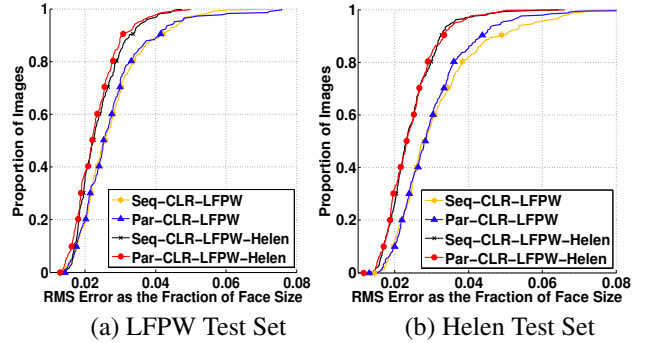 1
0.8
0.6
0.4
0.2
0
Proportion of Images
Seq−CLR−LFPW
Par−CLR−LFPW
Seq−CLR−LFPW−Helen
Par−CLR−LFPW−Helen
0.02 0.04 0.06 0.08
RMS Error as the Fraction of Face Size
(a) LFPW Test Set
1
0.8
0.6
0.4
0.2
0
Proportion of Images
Seq−CLR−LFPW
Par−CLR−LFPW
Seq−CLR−LFPW−Helen
Par−CLR−LFPW−Helen
0.02 0.04 0.06 0.08
RMS Error as the Fraction of Face Size
(b) Helen Test Set